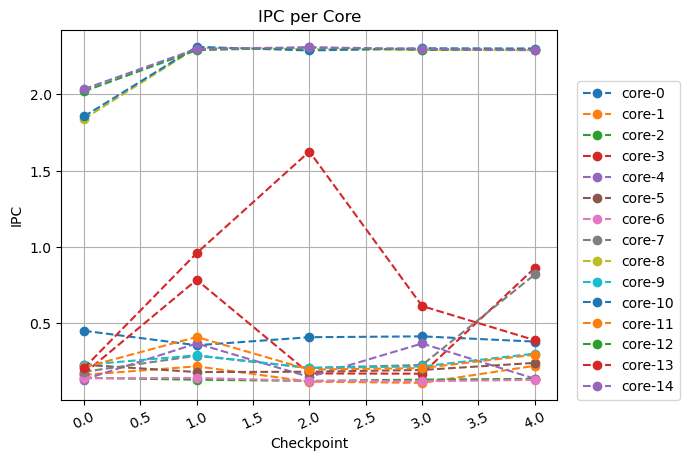 IPC per Core
IPC
2.0
1.5
1.0
0.5
0.0 0.5 1.0 1.5 2.0 2.5 3.0 3.5 4.0
Checkpoint
core-0
core-1
core-2
core-3
core-4
core-5
core-6
core-7
core-8
core-9
core-10
core-11
core-12
core-13
core-14